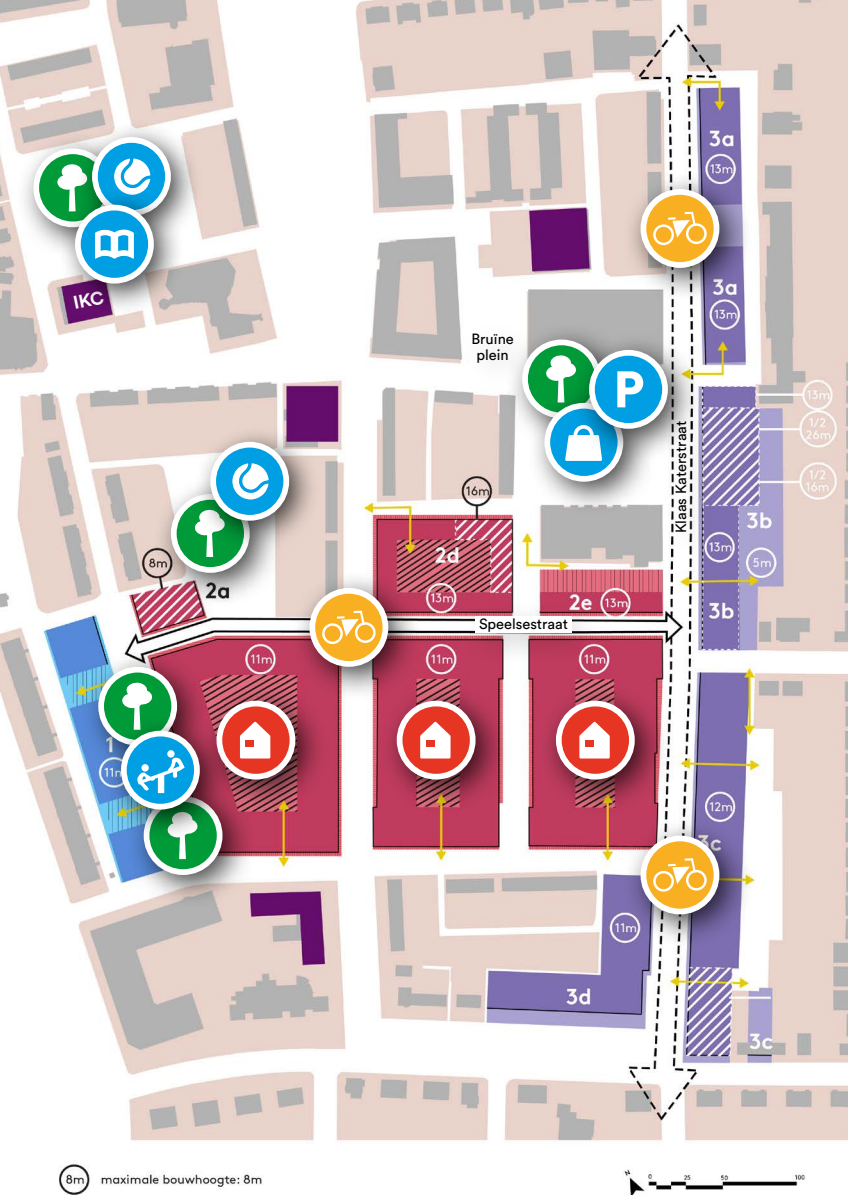 3a
13m
IKC
3a
13m
Bruïne
plein
P
Klaas Katerstraat
13m
1/2
26m
1/2
16m
16m
3b
8m
2d
13m
5m
2a
13m
2e
13m
3b
Speelsestraat
11m
11m
11m
1
11m
12m
3c
11m
3d
3c
8m
maximale bouwhoogte: 8m
N
0
25
50
100